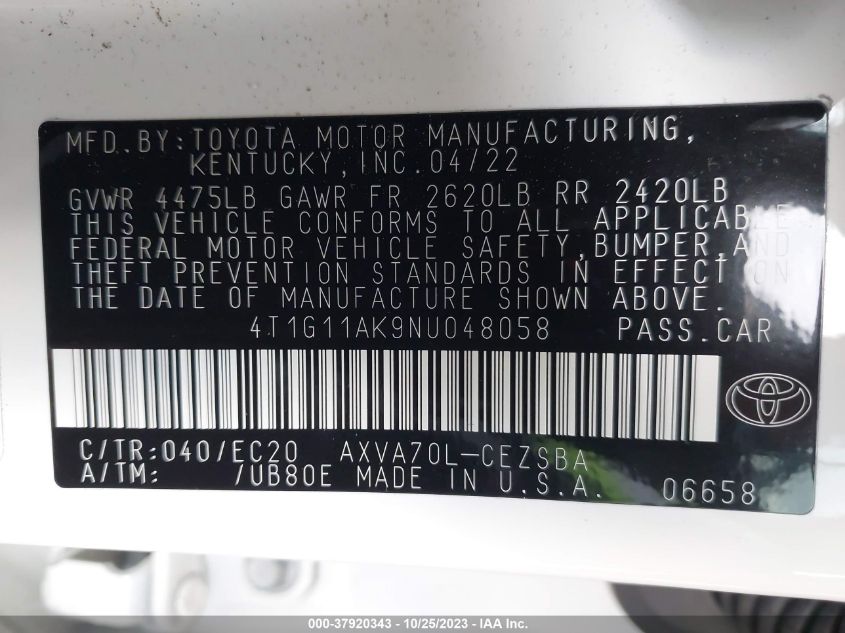 MFD.BY:TOYOTA MOTOR MANUFACTURING,
KENTUCKY,INC.04/22
GVWR 4475LB GAWR FR 2620LB RR 2420LB
THIS VEHICLE CONFORMS TO ALL APPLICABLE
FEDERAL MOTOR VEHICLE SAFETY,BUMPER,AND
THEFT PREVENTION STANDARDS IN EFFECT ON
THE DATE OF MANUFACTURE SHOWN ABOVE.
4T1G11AK9NU048058 PASS.CAR
C/TR:040/EC20 AXVA70L-CEZSBA
A/TM: /UB80E MADE IN U.S.A. 06658
000-37920343 - 10/25/2023 - IAA Inc.